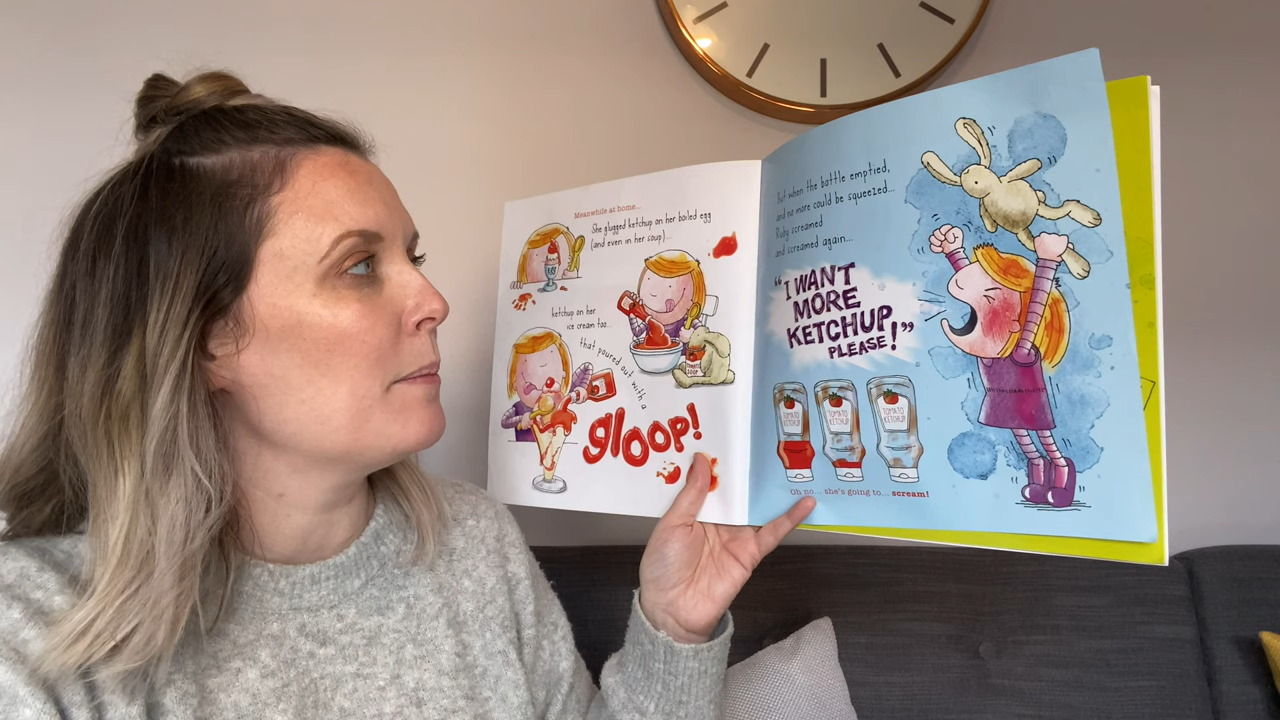 Meanwhile at home...
She glugged ketchup on her boiled egg
(and even in her soup)...
ketchup on her
ice cream too...
that poured out with a
gloop!
TOMATO
SOUP
But when the bottle emptied,
and no more could be squeezed...
Ruby screamed
and screamed again...
"I WANT
MORE
KETCHUP,
PLEASE!"
TOMATO
KETCHUP
TOMATO
KETCHUP
TOMATO
KETCHUP
Oh no... she's going to... scream!